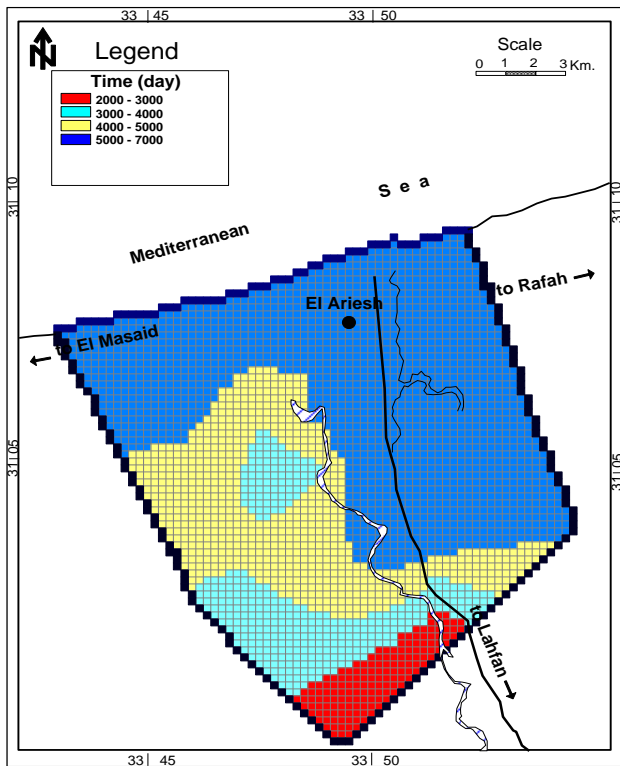 33 45
33 50
N
Legend
Time (day)
2000 - 3000
3000 - 4000
4000 - 5000
5000 - 7000
Scale
0 1 2 3 Km.
31 10
31 10
Mediterranean Sea
to Rafah
El Ariesh
to El Masaid
31 05
31 05
to Lahfan
33 45
33 50